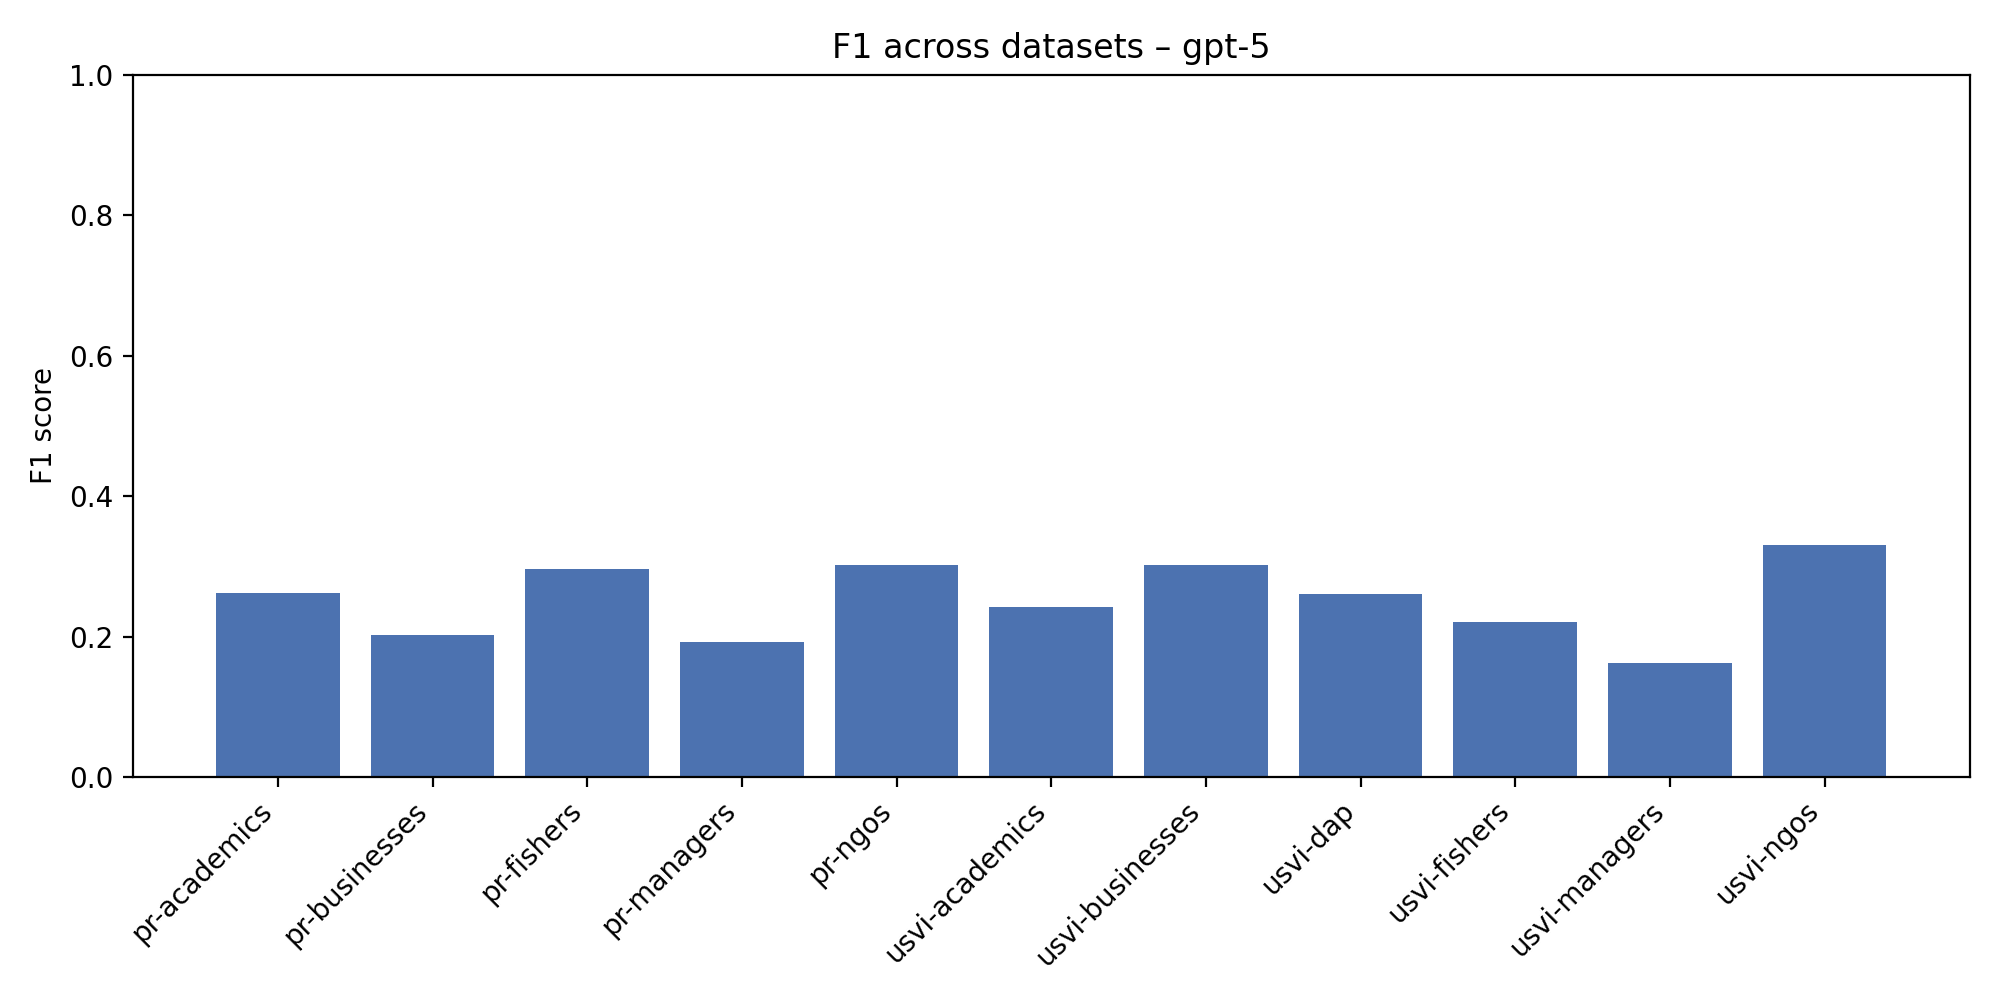 F1 across datasets – gpt-5
F1 score
1.0
0.8
0.6
0.4
0.2
0.0
pr-academics
pr-businesses
pr-fishers
pr-managers
pr-ngos
usvi-academics
usvi-businesses
usvi-dap
usvi-fishers
usvi-managers
usvi-ngos